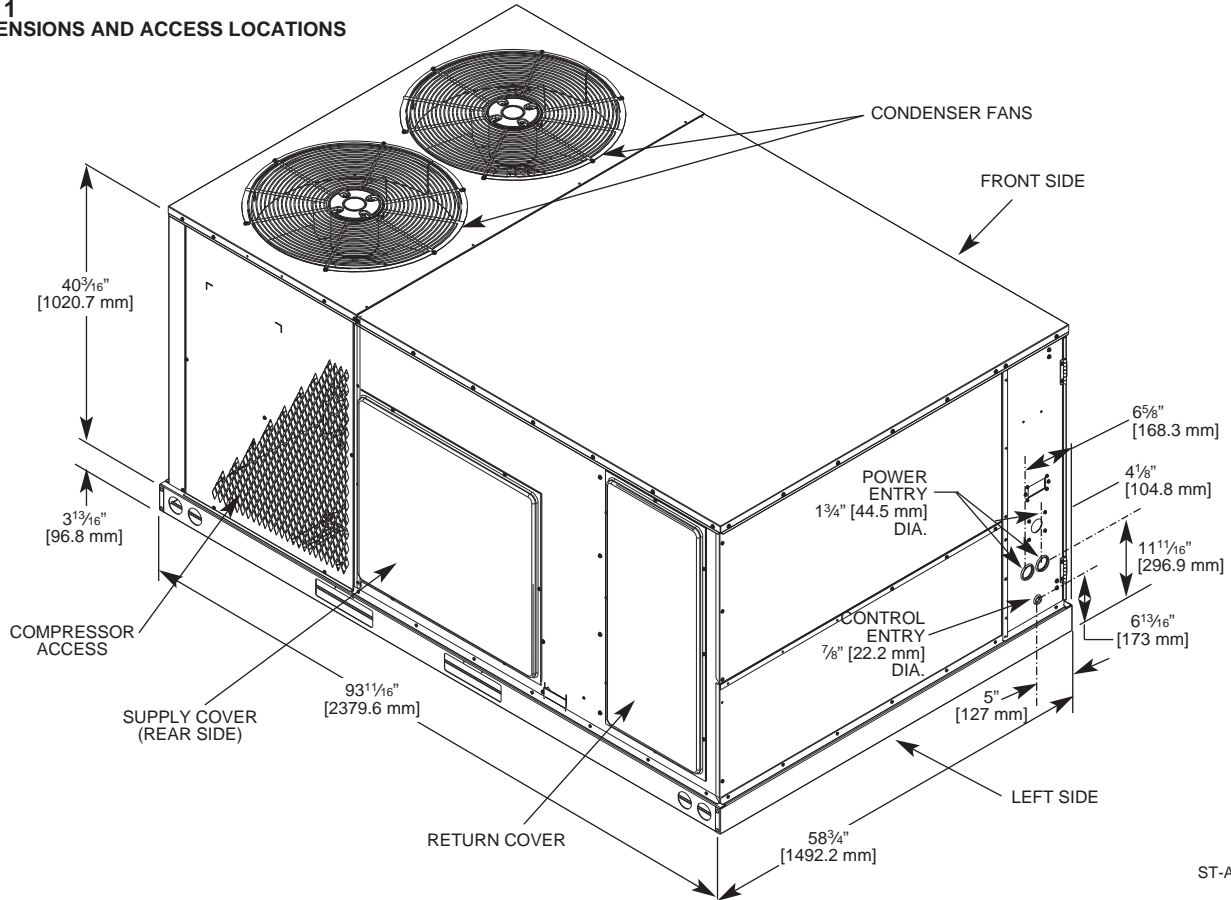 1
ENSIONS AND ACCESS LOCATIONS
CONDENSER FANS
FRONT SIDE
40³⁄₁₆”
[1020.7 mm]
6⁵⁄₈”
[168.3 mm]
POWER
ENTRY
1³⁄₄” [44.5 mm]
DIA.
4¹⁄₈”
[104.8 mm]
3¹³⁄₁₆”
[96.8 mm]
11¹¹⁄₁₆”
[296.9 mm]
CONTROL
ENTRY
⁷⁄₈” [22.2 mm]
DIA.
6¹³⁄₁₆”
[173 mm]
COMPRESSOR
ACCESS
93¹¹⁄₁₆”
[2379.6 mm]
5”
[127 mm]
SUPPLY COVER
(REAR SIDE)
LEFT SIDE
RETURN COVER
58³⁄₄”
[1492.2 mm]
ST-A